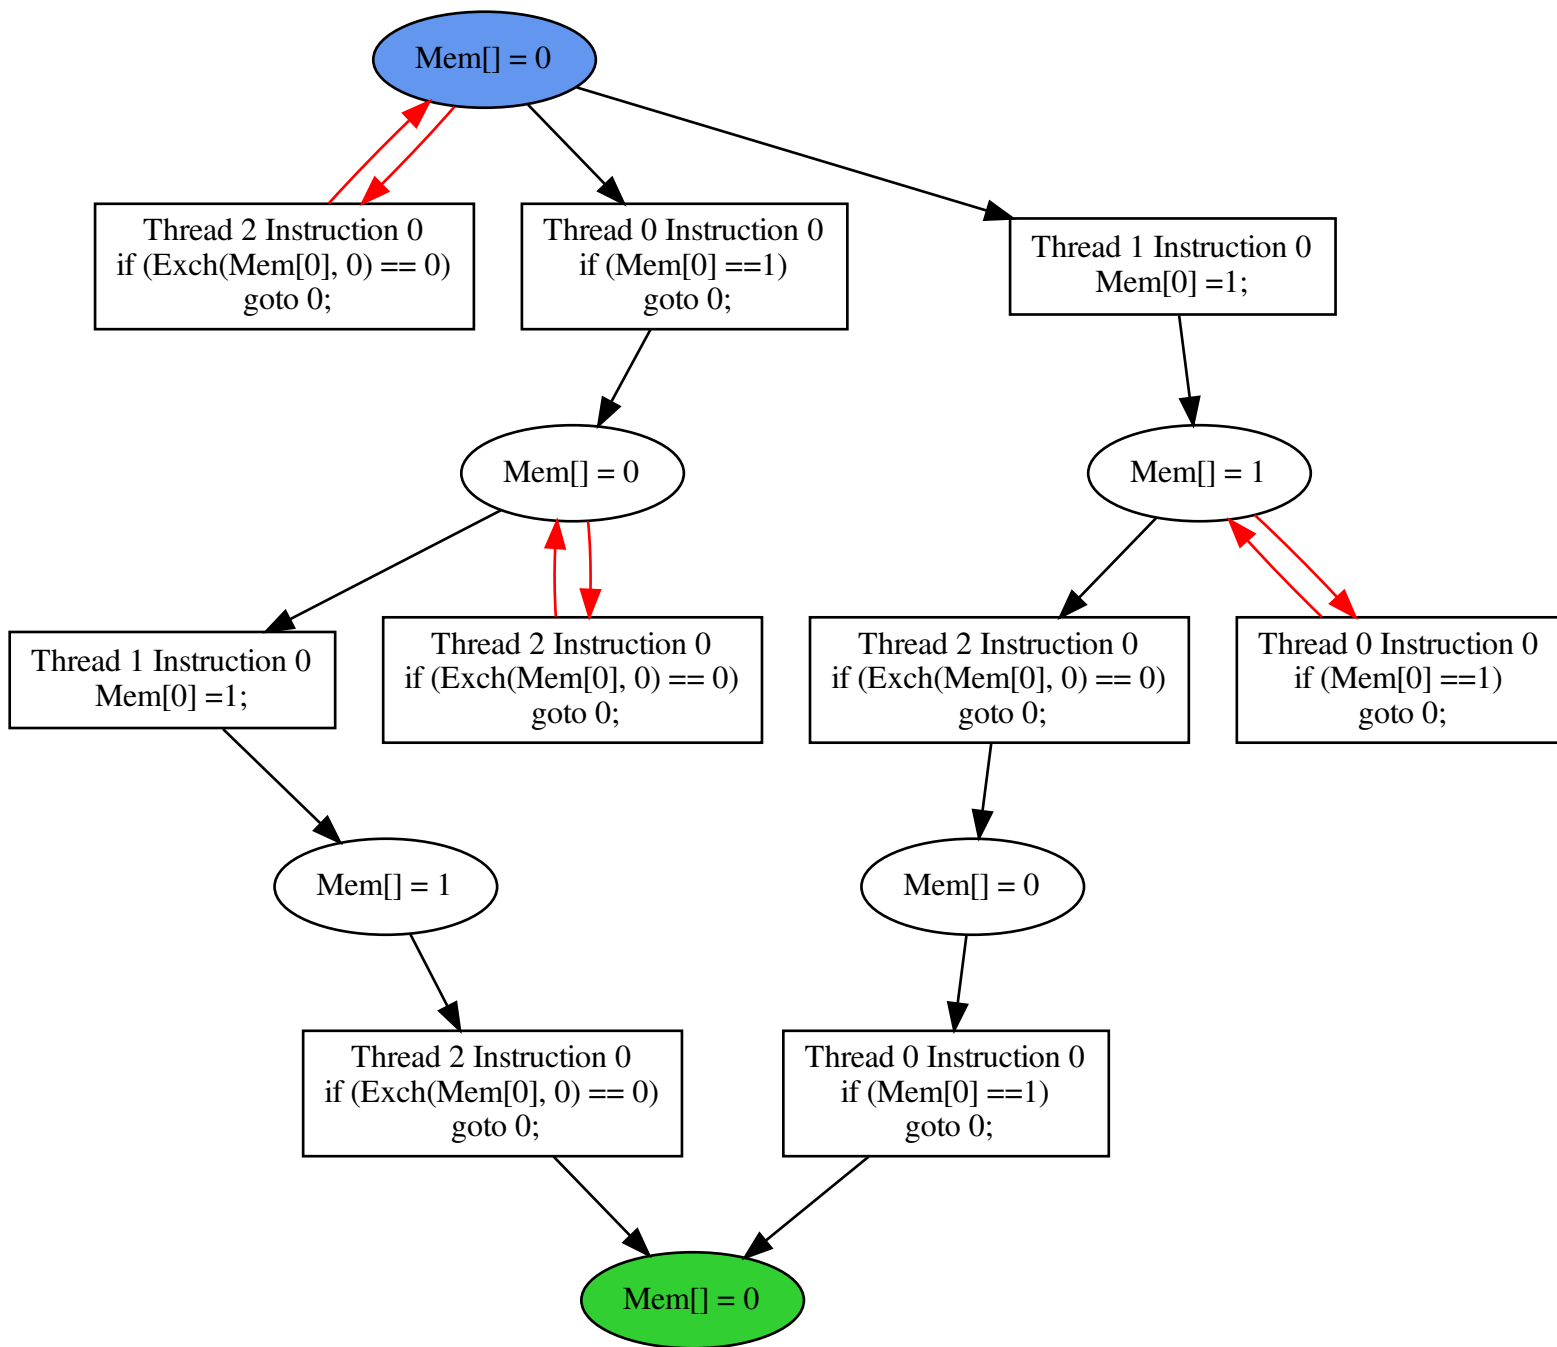 Mem[] = 0
Thread 2 Instruction 0
if (Exch(Mem[0], 0) == 0)
goto 0;
Thread 0 Instruction 0
if (Mem[0] ==1)
goto 0;
Thread 1 Instruction 0
Mem[0] =1;
Mem[] = 0
Mem[] = 1
Thread 1 Instruction 0
Mem[0] =1;
Thread 2 Instruction 0
if (Exch(Mem[0], 0) == 0)
goto 0;
Thread 2 Instruction 0
if (Exch(Mem[0], 0) == 0)
goto 0;
Thread 0 Instruction 0
if (Mem[0] ==1)
goto 0;
Mem[] = 1
Mem[] = 0
Thread 2 Instruction 0
if (Exch(Mem[0], 0) == 0)
goto 0;
Thread 0 Instruction 0
if (Mem[0] ==1)
goto 0;
Mem[] = 0